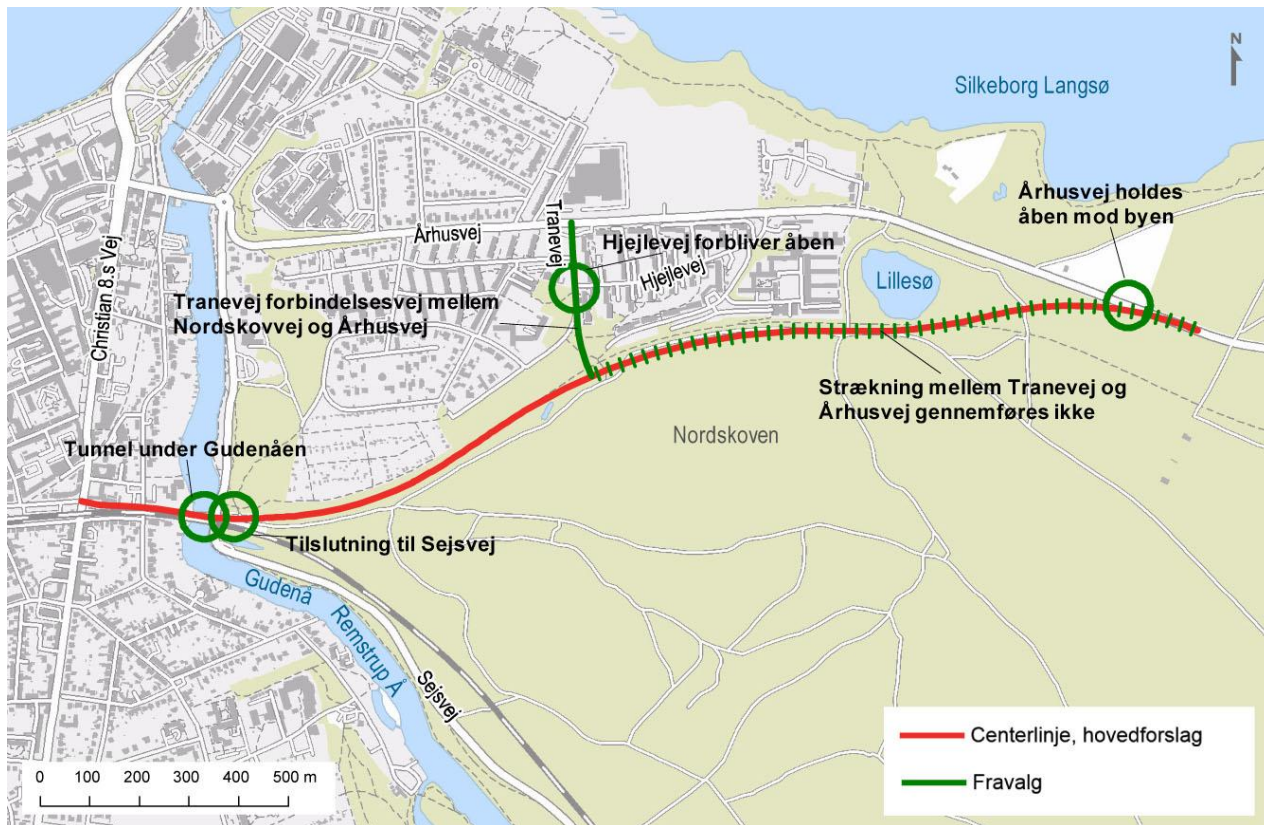 N
Silkeborg Langsø
Århusvej holdes
åben mod byen
Christian 8.s Vej
Århusvej
Tranevej
Hjejlevej forbliver åben
Hjejlevej
Lillesø
Tranevej forbindelsesvej mellem
Nordskovvej og Århusvej
Strækning mellem Tranevej og
Århusvej gennemføres ikke
Nordskoven
Tunnel under Gudenåen
Tilslutning til Sejsvej
Gudenå
Remstrup Å
Sejsvej
Centerlinje, hovedforslag
Fravalg
0 100 200 300 400 500 m